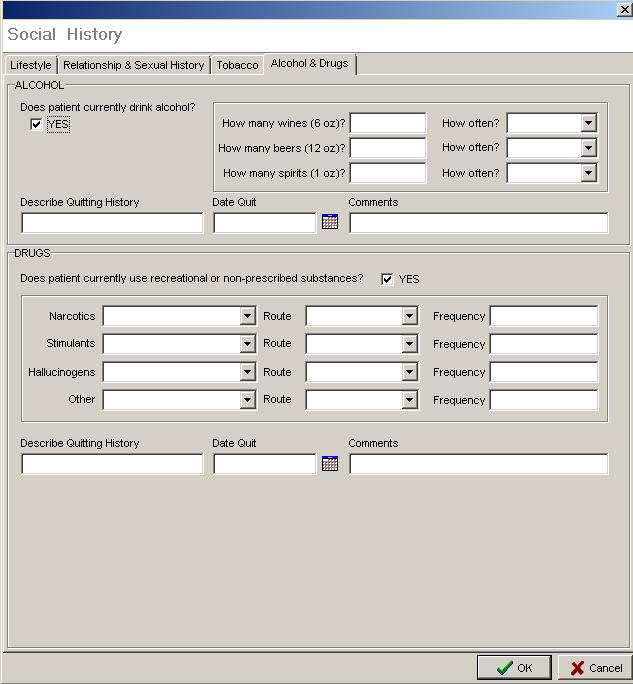 Social History
Lifestyle Relationship & Sexual History Tobacco Alcohol & Drugs
ALCOHOL
Does patient currently drink alcohol?
YES
How many wines (6 oz)? How often?
How many beers (12 oz)? How often?
How many spirits (1 oz)? How often?
Describe Quitting History Date Quit Comments
DRUGS
Does patient currently use recreational or non-prescribed substances? YES
Narcotics Route Frequency
Stimulants Route Frequency
Hallucinogens Route Frequency
Other Route Frequency
Describe Quitting History Date Quit Comments
OK Cancel